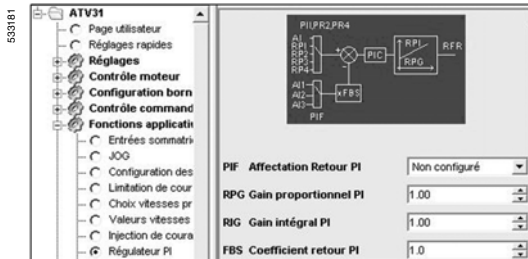 533181
ATV31
Page utilisateur
Réglages rapides
Réglages
Contrôle moteur
Configuration born
Contrôle command
Fonctions applicati
Entrées sommatri
JOG
Configuration des
Limitation de cour
Choix vitesses pr
Valeurs vitesses
Injection de coura
Régulateur PI
PII,PR2,PR4
AI
RP1
RP2
RP3
RP4
AI1
AI2
AI3
PIF
xFBS
PIC
RPI
RPG
RFR
PIF Affectation Retour PI Non configuré
RPG Gain proportionnel PI 1.00
RIG Gain intégral PI 1.00
FBS Coefficient retour PI 1.0